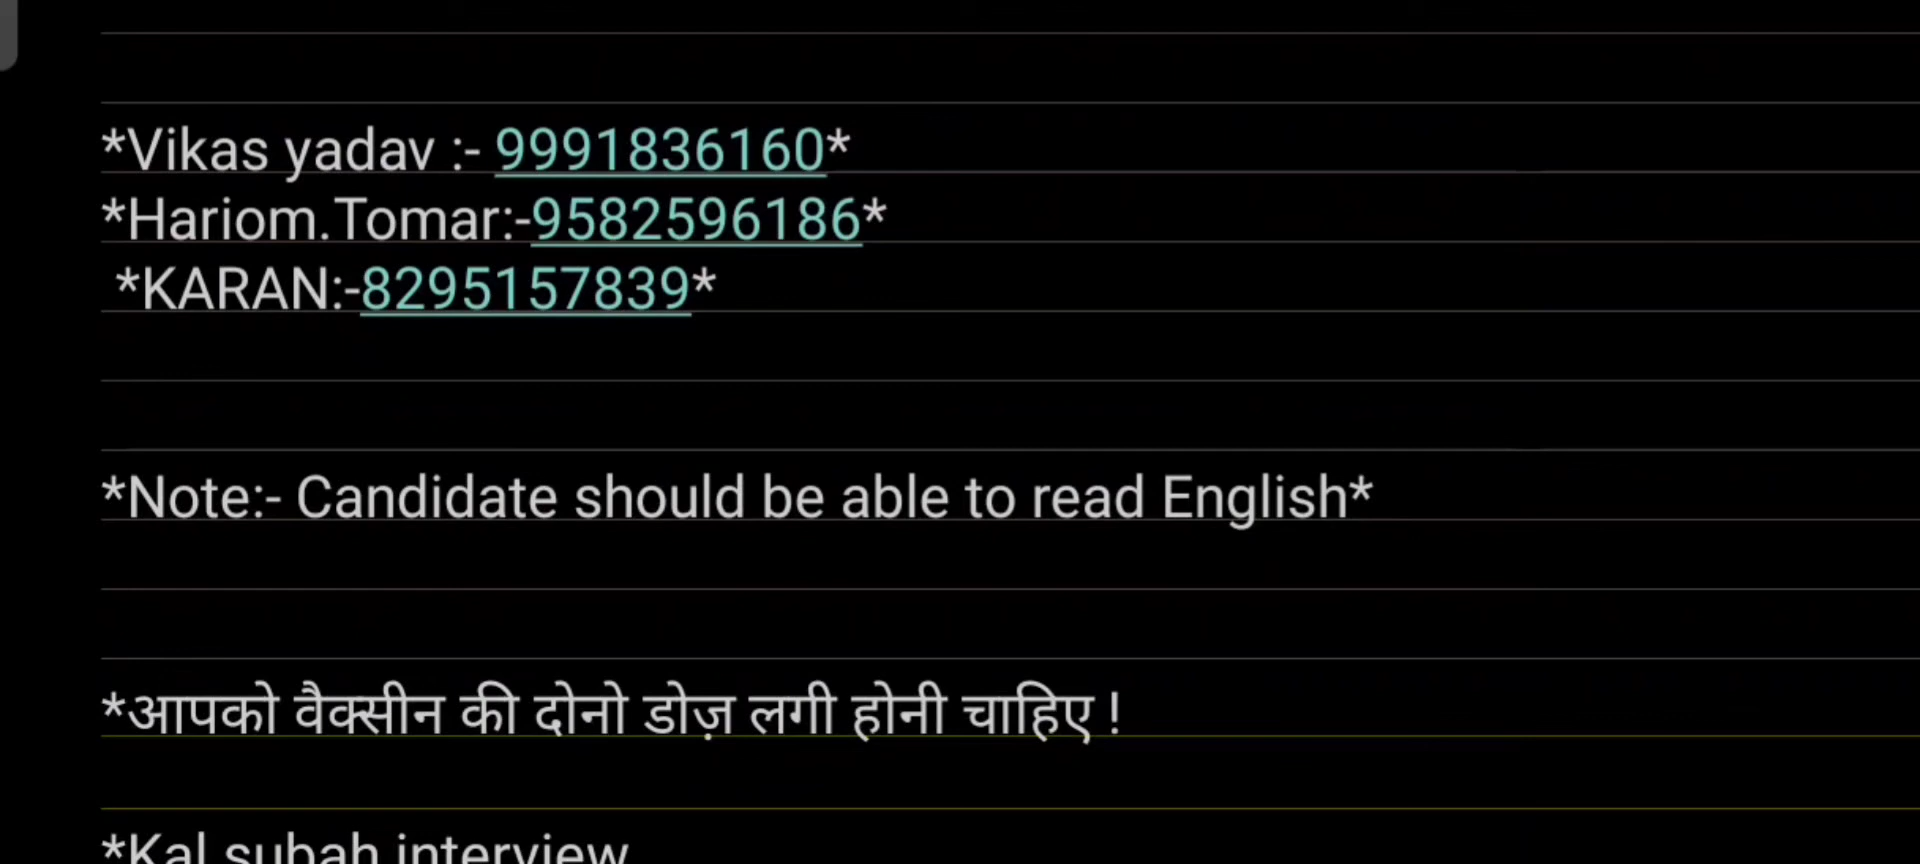 *Vikas yadav :- 9991836160*
*Hariom.Tomar:-9582596186*
*KARAN:-8295157839*
*Note:- Candidate should be able to read English*
*आपको वैक्सीन की दोनो डोज़ लगी होनी चाहिए !
*Kal subah interview